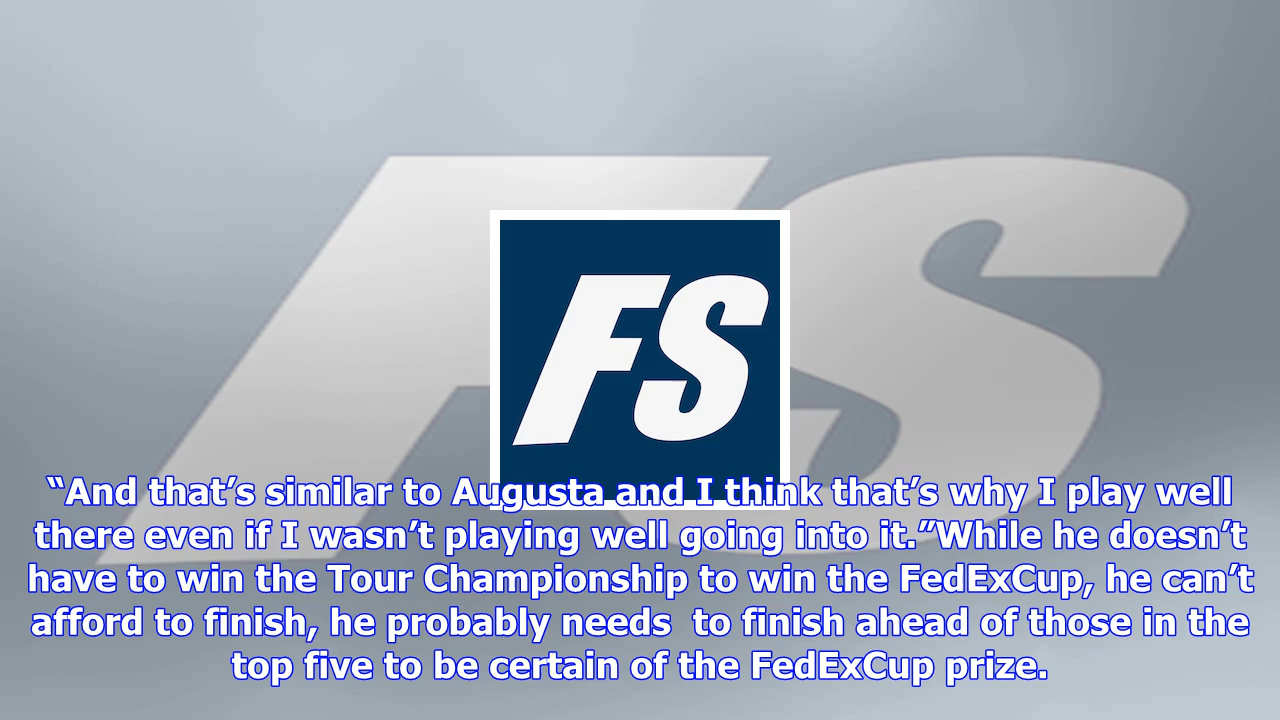 FS
FS
“And that’s similar to Augusta and I think that’s why I play well
there even if I wasn’t playing well going into it.”While he doesn’t
have to win the Tour Championship to win the FedExCup, he can’t
afford to finish, he probably needs  to finish ahead of those in the
top five to be certain of the FedExCup prize.